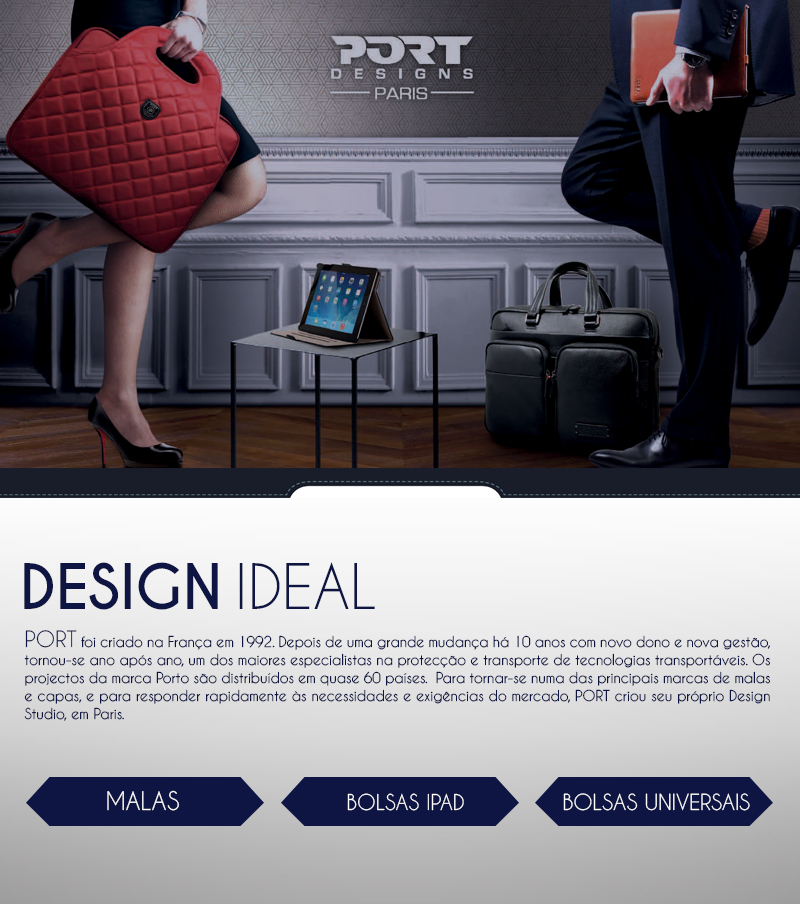 PORT
DESIGNS
PARIS
DESIGN IDEAL
PORT foi criado na França em 1992. Depois de uma grande mudança há 10 anos com novo dono e nova gestão,
tornou-se ano após ano, um dos maiores especialistas na protecção e transporte de tecnologias transportáveis. Os
projectos da marca Porto são distribuídos em quase 60 países. Para tornar-se numa das principais marcas de malas
e capas, e para responder rapidamente às necessidades e exigências do mercado, PORT criou seu próprio Design
Studio, em Paris.
MALAS
BOLSAS IPAD
BOLSAS UNIVERSAIS